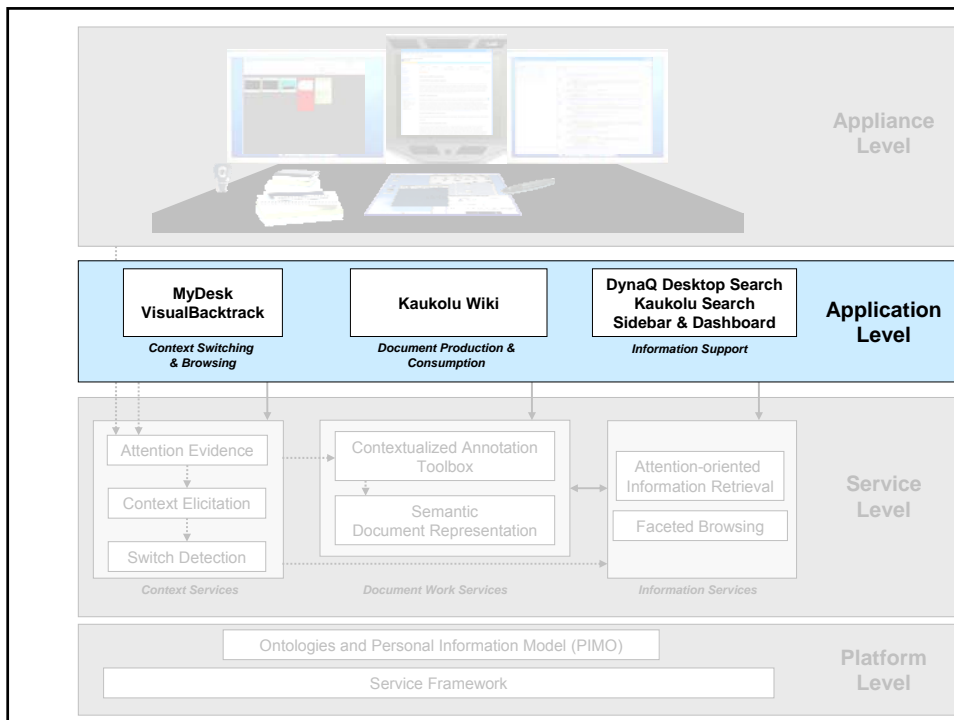 Appliance
Level
MyDesk
VisualBacktrack
Context Switching
& Browsing
Kaukolu Wiki
Document Production &
Consumption
DynaQ Desktop Search
Kaukolu Search
Sidebar & Dashboard
Information Support
Application
Level
Attention Evidence
Context Elicitation
Switch Detection
Context Services
Contextualized Annotation
Toolbox
Semantic
Document Representation
Document Work Services
Attention-oriented
Information Retrieval
Faceted Browsing
Information Services
Service
Level
Ontologies and Personal Information Model (PIMO)
Service Framework
Platform
Level